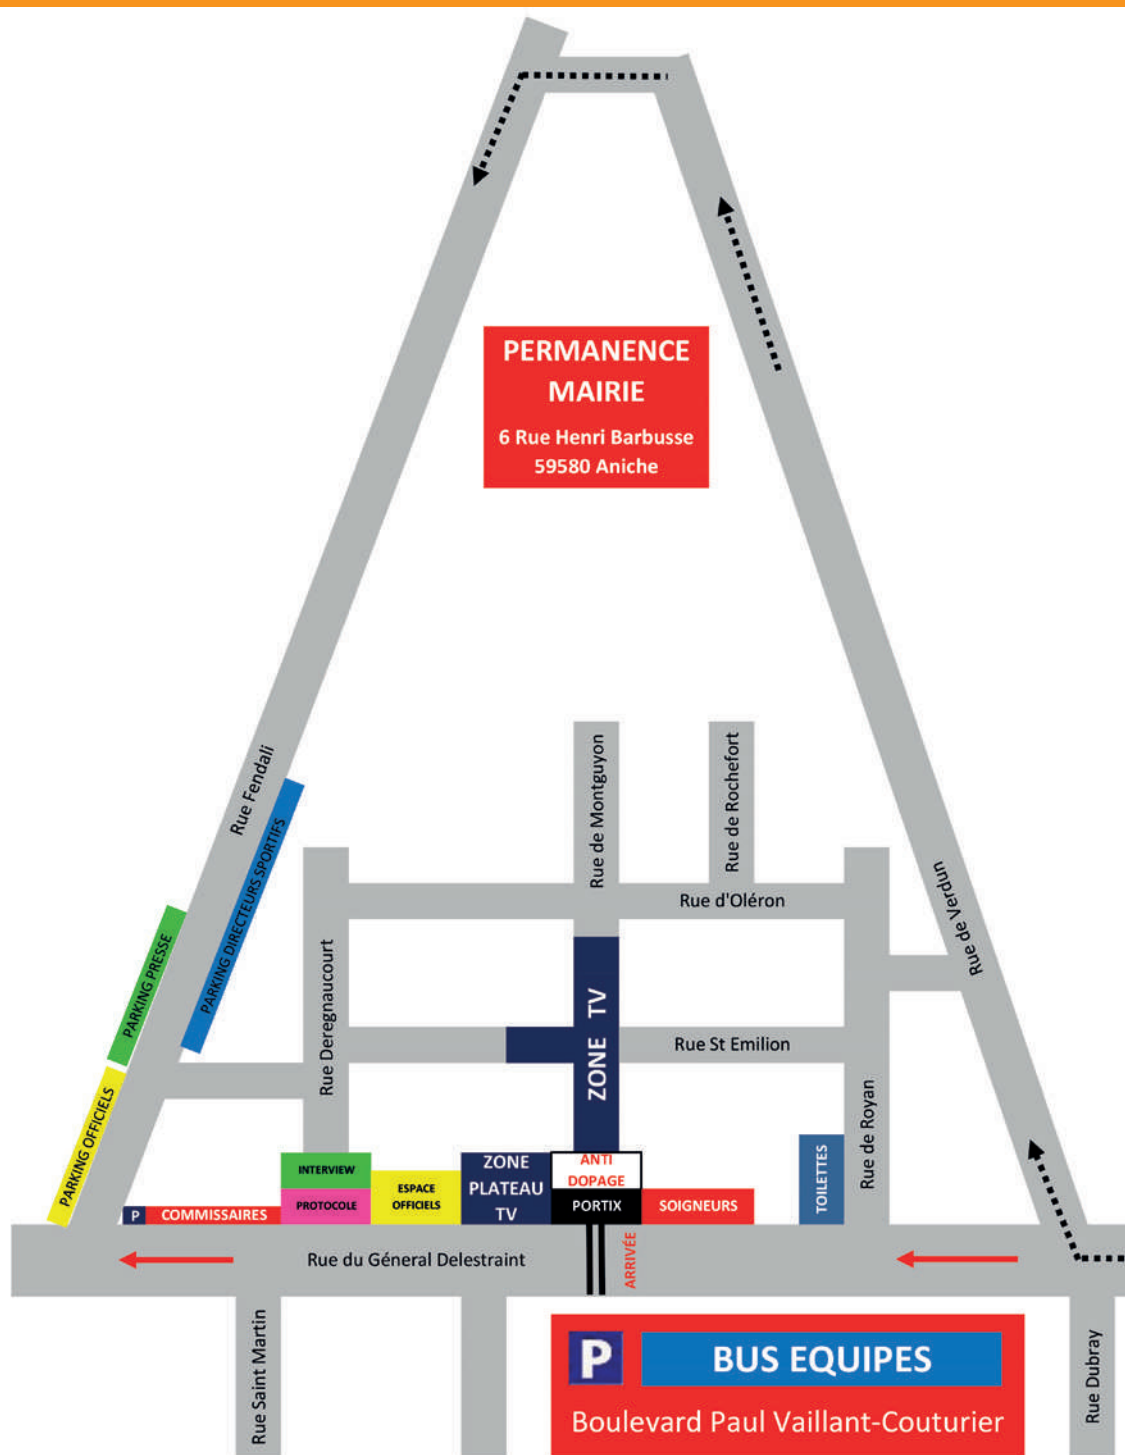 PERMANENCE
MAIRIE
6 Rue Henri Barbusse
59580 Aniche
Rue Fendali
Rue de Montguyon
Rue de Rochefort
PARKING DIRECTEURS SPORTIFS
Rue d'Oléron
Rue de Verdun
PARKING PRESSE
Rue Deregnaucourt
ZONE TV
Rue St Emilion
Rue de Royan
PARKING OFFICIELS
INTERVIEW
ZONE
PLATEAU
TV
ANTI
DOPAGE
TOILETTES
ESPACE
OFFICIELS
P
COMMISSAIRES
PROTOCOLE
PORTIX
SOIGNEURS
Rue du Géneral Delestraint
ARRIVÉE
Rue Saint Martin
P
BUS EQUIPES
Boulevard Paul Vaillant-Couturier
Rue Dubray